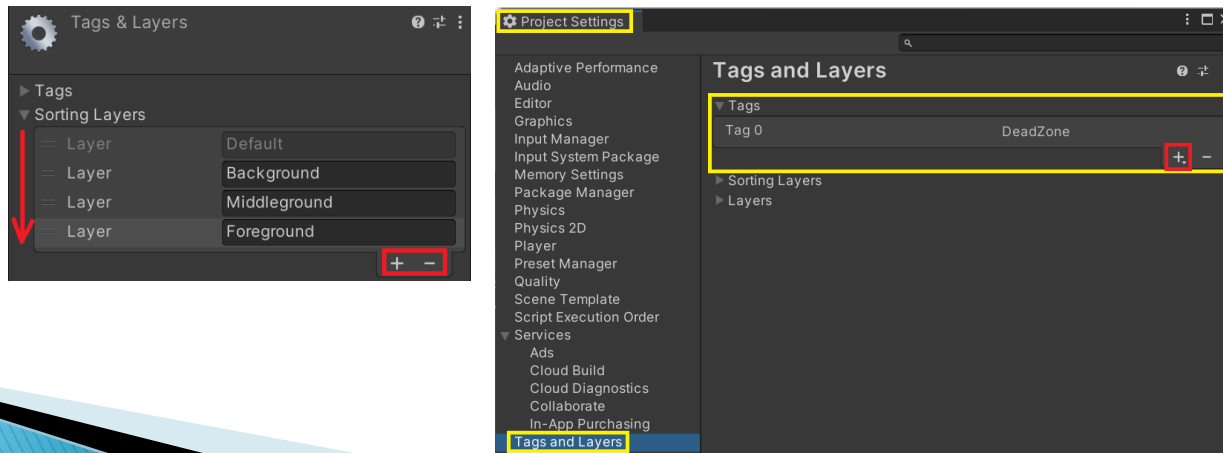 Tags & Layers
Tags
Sorting Layers
Layer Default
Layer Background
Layer Middleground
Layer Foreground
+ −
Project Settings
Adaptive Performance
Audio
Editor
Graphics
Input Manager
Input System Package
Memory Settings
Package Manager
Physics
Physics 2D
Player
Preset Manager
Quality
Scene Template
Script Execution Order
Services
Ads
Cloud Build
Cloud Diagnostics
Collaborate
In-App Purchasing
Tags and Layers
Tags and Layers
Tags
Tag 0 DeadZone
+ −
Sorting Layers
Layers